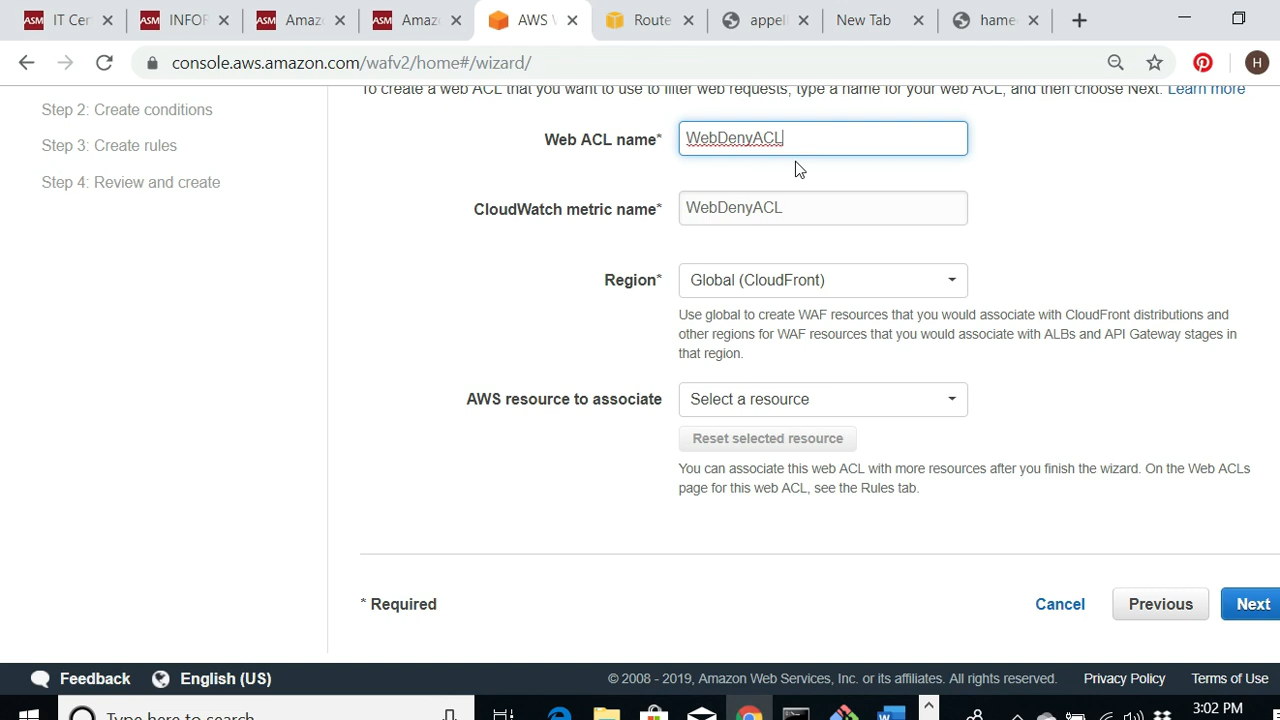 IT Cer
INFOR
Amaz
Amaz
AWS
Route
appell
New Tab
hame
console.aws.amazon.com/wafv2/home#/wizard/
H
To create a web ACL that you want to use to filter web requests, type a name for your web ACL, and then choose Next. Learn more
Step 2: Create conditions
Step 3: Create rules
Step 4: Review and create
Web ACL name*
WebDenyACL
CloudWatch metric name*
WebDenyACL
Region*
Global (CloudFront)
Use global to create WAF resources that you would associate with CloudFront distributions and
other regions for WAF resources that you would associate with ALBs and API Gateway stages in
that region.
AWS resource to associate
Select a resource
Reset selected resource
You can associate this web ACL with more resources after you finish the wizard. On the Web ACLs
page for this web ACL, see the Rules tab.
* Required
Cancel
Previous
Next
Feedback
English (US)
© 2008 - 2019, Amazon Web Services, Inc. or its affiliates. All rights reserved.
Privacy Policy
Terms of Use
Type here to search
3:02 PM